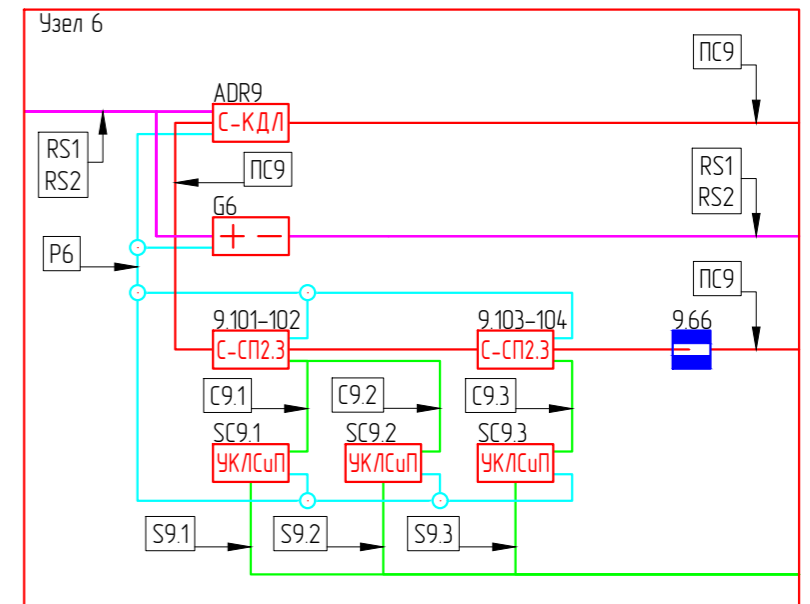 Узел 6
ПС9
ADR9
С-КДЛ
RS1
RS2
ПС9
RS1
RS2
G6
+ -
Р6
ПС9
9.101-102
9.103-104
9.66
С-СП2.3
С-СП2.3
С9.1
С9.2
С9.3
SC9.1
SC9.2
SC9.3
УКЛСиП
УКЛСиП
УКЛСиП
S9.1
S9.2
S9.3